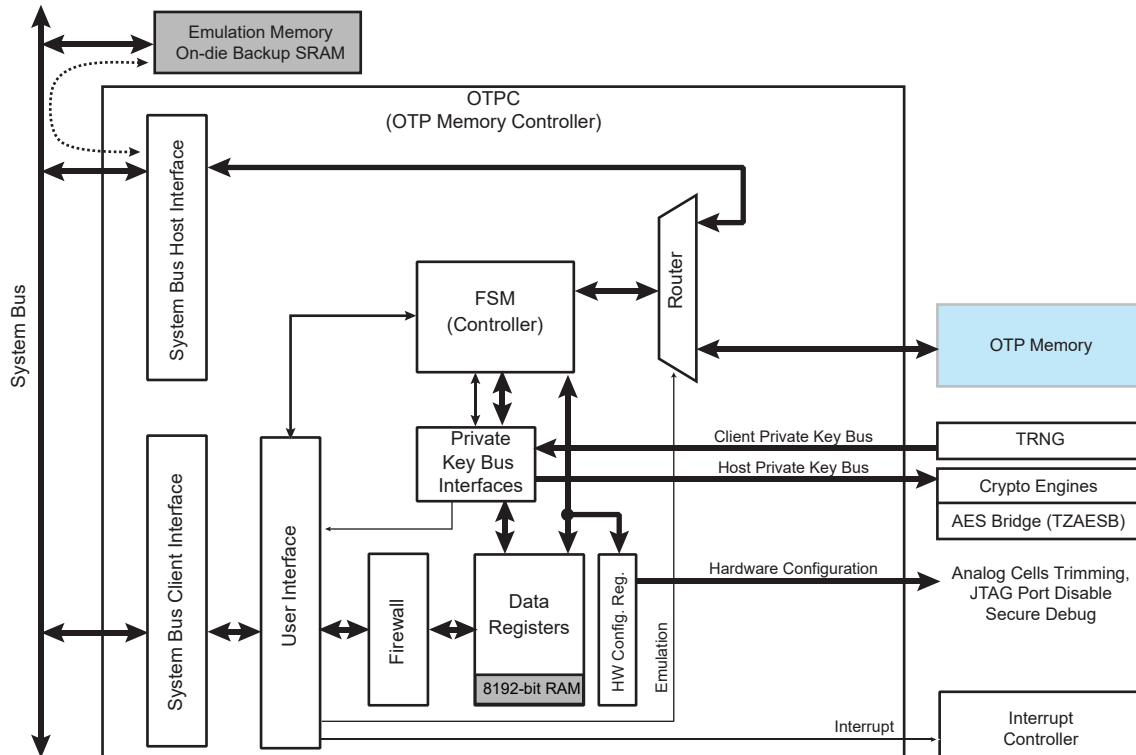 Emulation Memory
On-die Backup SRAM
OTPC
(OTP Memory Controller)
System Bus
System Bus Host Interface
Router
FSM
(Controller)
OTP Memory
Private
Key Bus
Interfaces
Client Private Key Bus
TRNG
Host Private Key Bus
Crypto Engines
AES Bridge (TZAESB)
System Bus Client Interface
User Interface
Firewall
Data
Registers
8192-bit RAM
HW Config. Reg.
Hardware Configuration
Analog Cells Trimming,
JTAG Port Disable
Secure Debug
Emulation
Interrupt
Interrupt
Controller